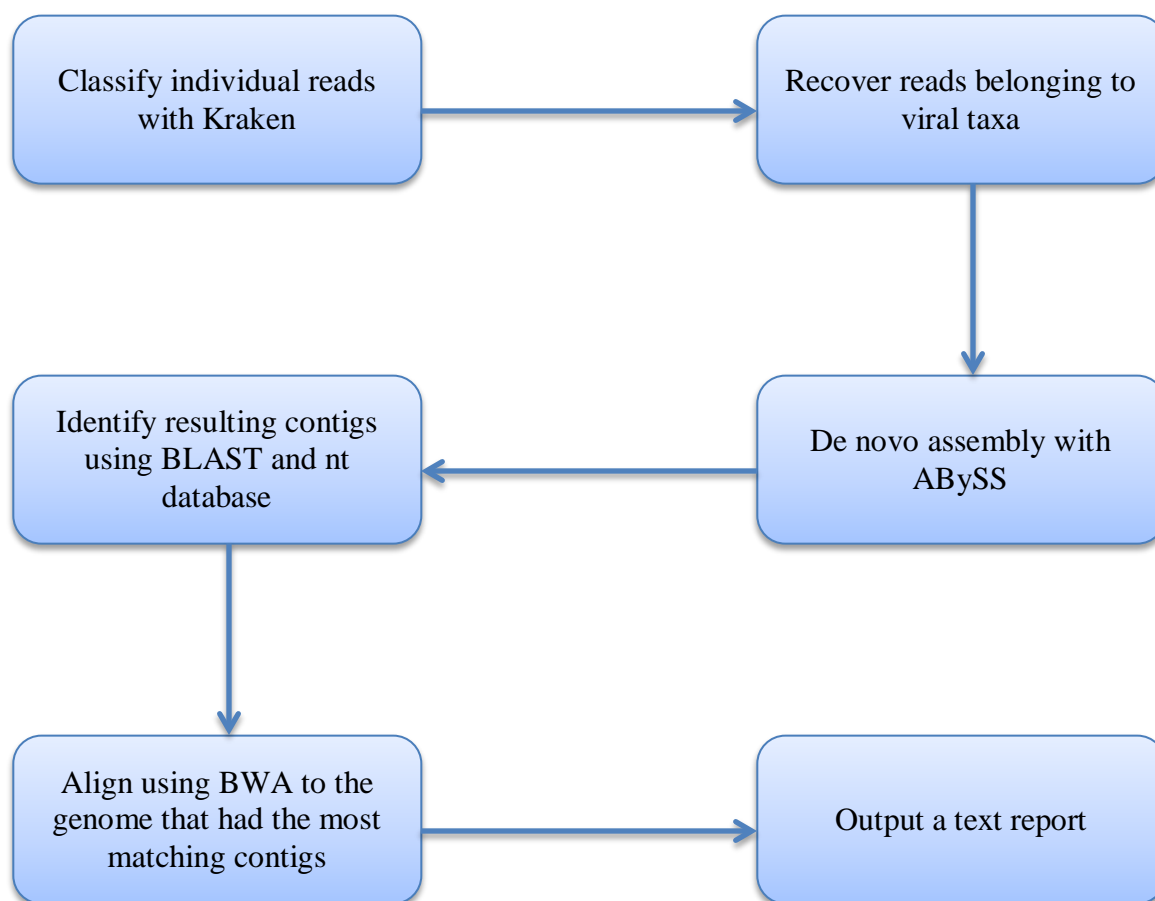 Classify individual reads
with Kraken
Recover reads belonging to
viral taxa
De novo assembly with
ABySS
Identify resulting contigs
using BLAST and nt
database
Align using BWA to the
genome that had the most
matching contigs
Output a text report